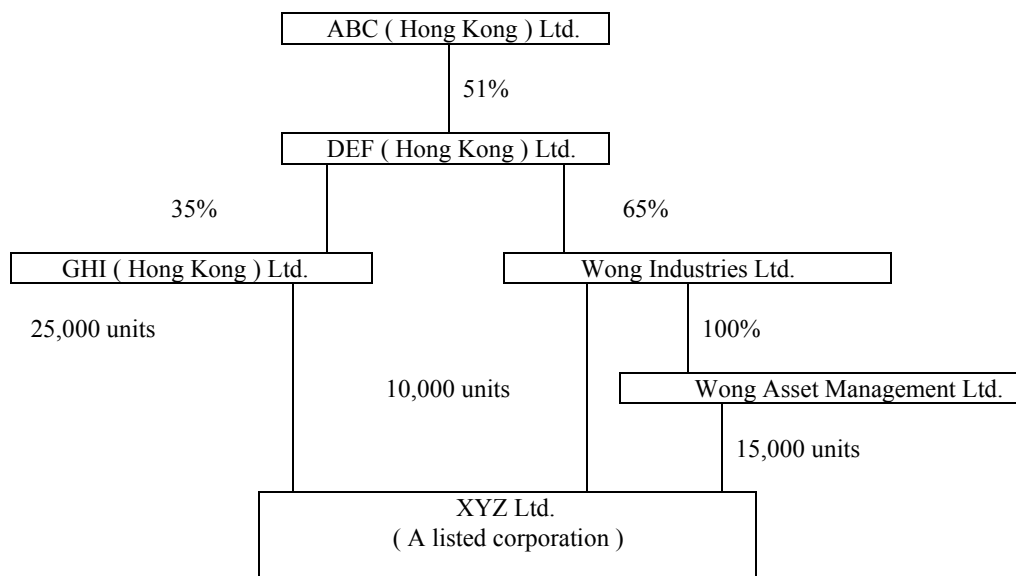 ABC ( Hong Kong ) Ltd.
51%
DEF ( Hong Kong ) Ltd.
35%
65%
GHI ( Hong Kong ) Ltd.
Wong Industries Ltd.
25,000 units
100%
10,000 units
Wong Asset Management Ltd.
15,000 units
XYZ Ltd.
( A listed corporation )